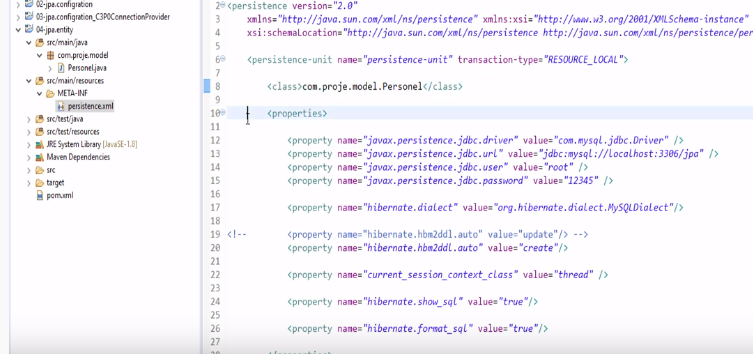 02-jpa.configration
03-jpa.configration_C3P0ConnectionProvider
04-jpa.entity
src/main/java
com.proje.model
Personel.java
src/main/resources
META-INF
persistence.xml
src/test/java
src/test/resources
JRE System Library [JavaSE-1.8]
Maven Dependencies
src
target
pom.xml
2 <persistence version="2.0"
3 xmlns="http://java.sun.com/xml/ns/persistence" xmlns:xsi="http://www.w3.org/2001/XMLSchema-instance"
4 xsi:schemaLocation="http://java.sun.com/xml/ns/persistence http://java.sun.com/xml/ns/persistence/per
5
6 <persistence-unit name="persistence-unit" transaction-type="RESOURCE_LOCAL">
7
8 <class>com.proje.model.Personel</class>
9
10 <properties>
11
12 <property name="javax.persistence.jdbc.driver" value="com.mysql.jdbc.Driver" />
13 <property name="javax.persistence.jdbc.url" value="jdbc:mysql://localhost:3306/jpa" />
14 <property name="javax.persistence.jdbc.user" value="root" />
15 <property name="javax.persistence.jdbc.password" value="12345" />
16
17 <property name="hibernate.dialect" value="org.hibernate.dialect.MySQLDialect"/>
18
19 <!-- <property name="hibernate.hbm2ddl.auto" value="update"/> -->
20 <property name="hibernate.hbm2ddl.auto" value="create"/>
21
22 <property name="current_session_context_class" value="thread" />
23
24 <property name="hibernate.show_sql" value="true"/>
25
26 <property name="hibernate.format_sql" value="true"/>
27